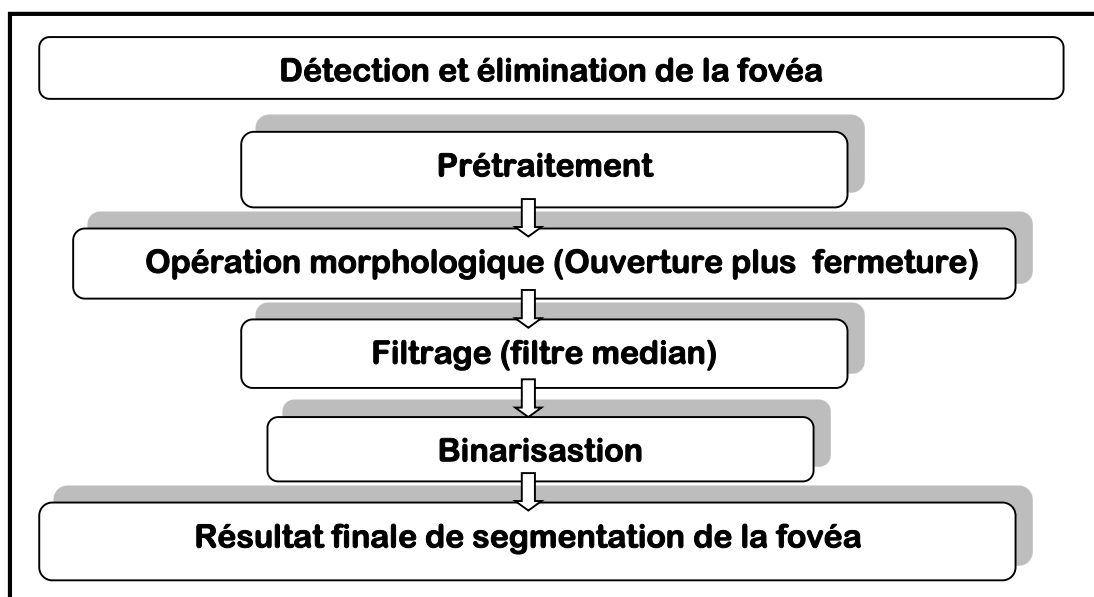 Détection et élimination de la fovéa
Prétraitement
Opération morphologique (Ouverture plus fermeture)
Filtrage (filtre median)
Binarisastion
Résultat finale de segmentation de la fovéa